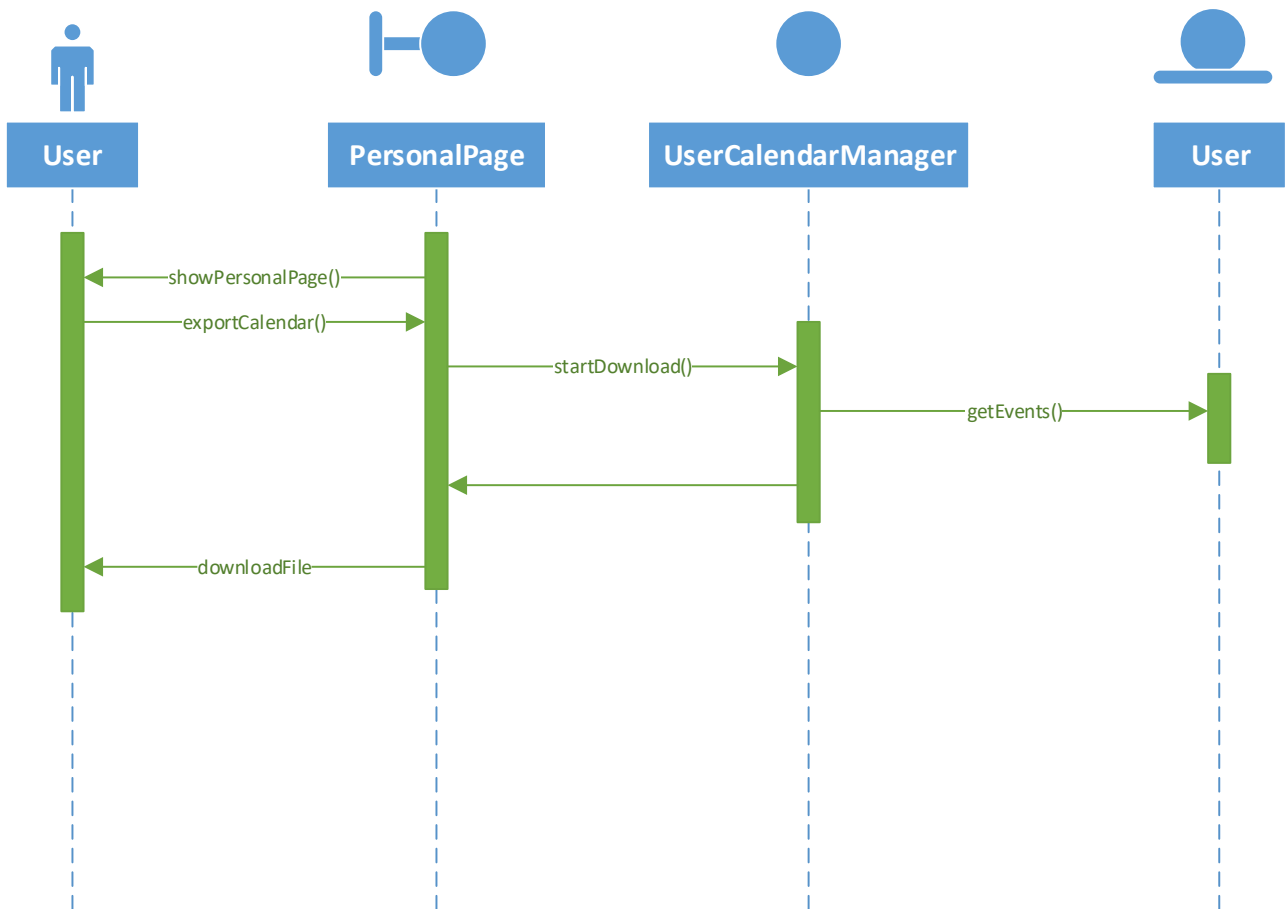 User
PersonalPage
UserCalendarManager
User
showPersonalPage()
exportCalendar()
startDownload()
getEvents()
downloadFile